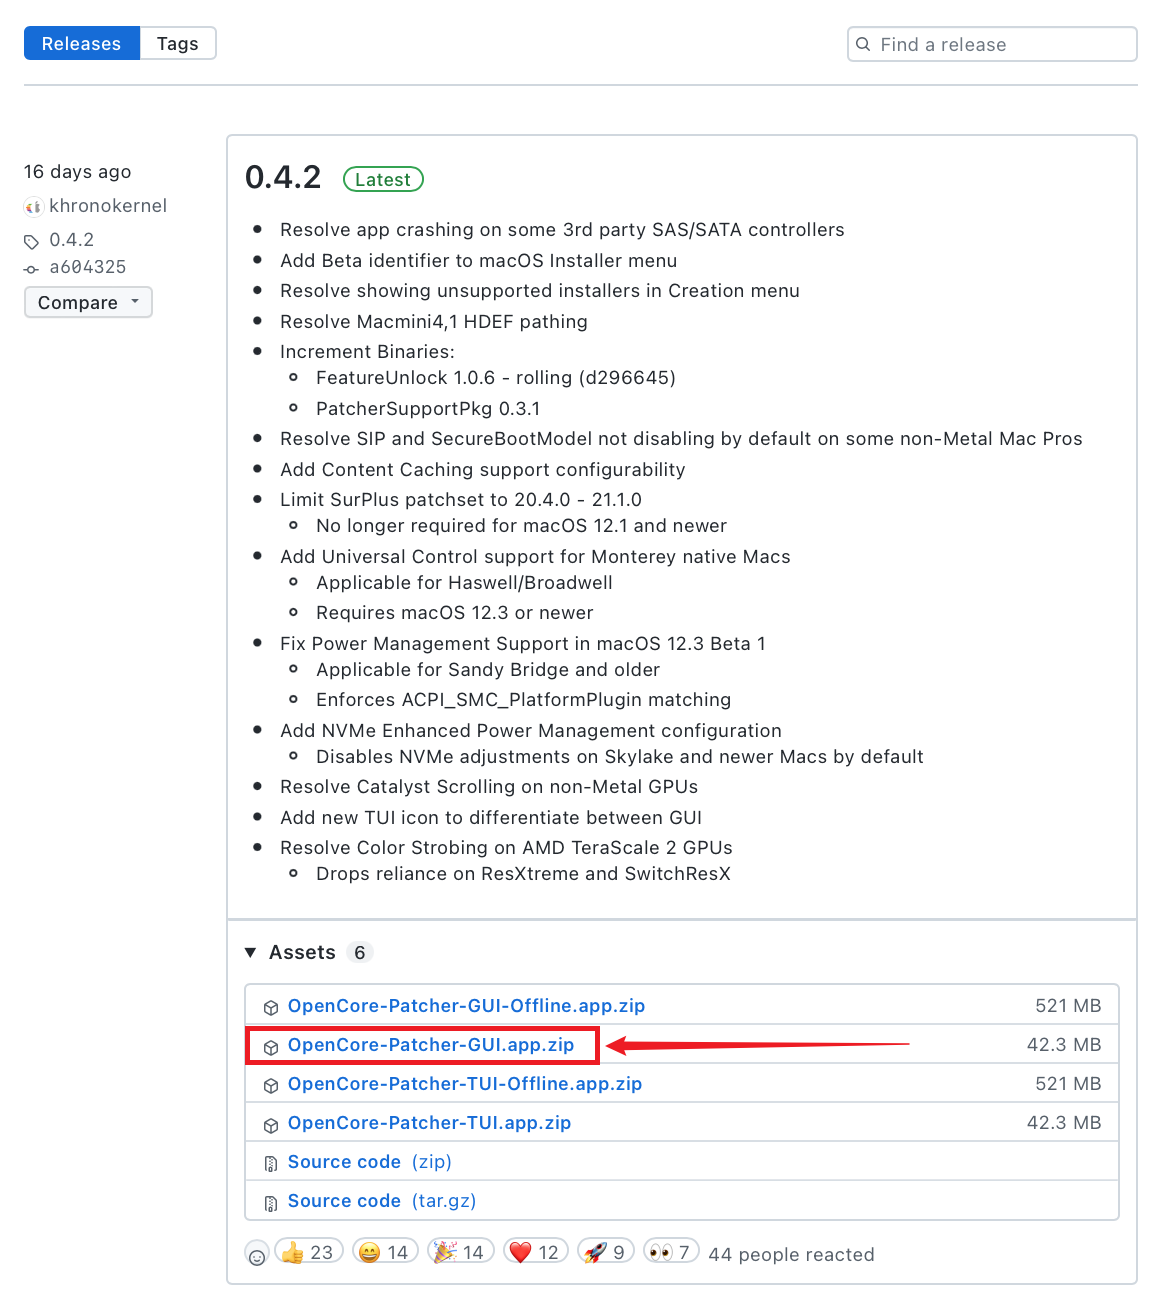 Releases Tags
Find a release
16 days ago
khronokernel
0.4.2
a604325
Compare
0.4.2 Latest
Resolve app crashing on some 3rd party SAS/SATA controllers
Add Beta identifier to macOS Installer menu
Resolve showing unsupported installers in Creation menu
Resolve Macmini4,1 HDEF pathing
Increment Binaries:
FeatureUnlock 1.0.6 - rolling (d296645)
PatcherSupportPkg 0.3.1
Resolve SIP and SecureBootModel not disabling by default on some non-Metal Mac Pros
Add Content Caching support configurability
Limit SurPlus patchset to 20.4.0 - 21.1.0
No longer required for macOS 12.1 and newer
Add Universal Control support for Monterey native Macs
Applicable for Haswell/Broadwell
Requires macOS 12.3 or newer
Fix Power Management Support in macOS 12.3 Beta 1
Applicable for Sandy Bridge and older
Enforces ACPI_SMC_PlatformPlugin matching
Add NVMe Enhanced Power Management configuration
Disables NVMe adjustments on Skylake and newer Macs by default
Resolve Catalyst Scrolling on non-Metal GPUs
Add new TUI icon to differentiate between GUI
Resolve Color Strobing on AMD TeraScale 2 GPUs
Drops reliance on ResXtreme and SwitchResX
Assets 6
OpenCore-Patcher-GUI-Offline.app.zip 521 MB
OpenCore-Patcher-GUI.app.zip 42.3 MB
OpenCore-Patcher-TUI-Offline.app.zip 521 MB
OpenCore-Patcher-TUI.app.zip 42.3 MB
Source code (zip)
Source code (tar.gz)
👍 23 😄 14 🎉 14 ❤️ 12 🚀 9 👀 7 44 people reacted